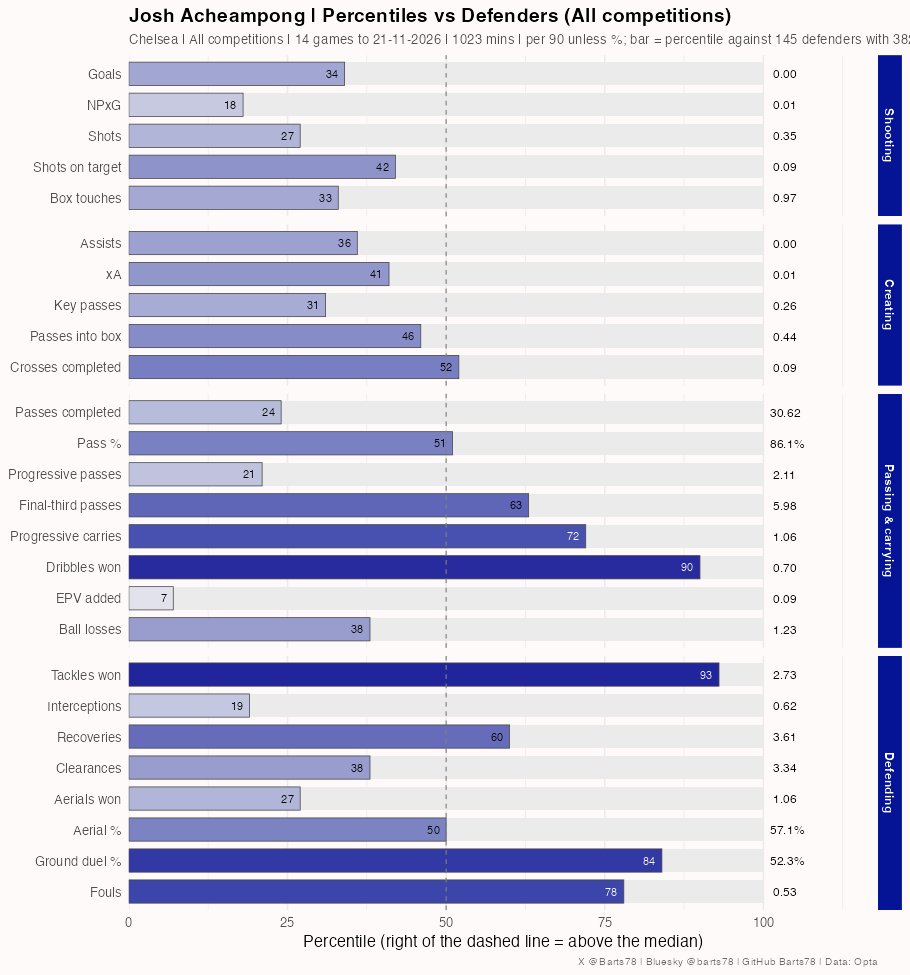 Josh Acheampong | Percentiles vs Defenders (All competitions)
Chelsea | All competitions | 14 games to 21-11-2026 | 1023 mins | per 90 unless %; bar = percentile against 145 defenders with 382
Goals 34 0.00
NPxG 18 0.01
Shots 27 0.35
Shots on target 42 0.09
Box touches 33 0.97
Shooting
Assists 36 0.00
xA 41 0.01
Key passes 31 0.26
Passes into box 46 0.44
Crosses completed 52 0.09
Creating
Passes completed 24 30.62
Pass % 51 86.1%
Progressive passes 21 2.11
Final-third passes 63 5.98
Progressive carries 72 1.06
Dribbles won 90 0.70
EPV added 7 0.09
Ball losses 38 1.23
Passing & carrying
Tackles won 93 2.73
Interceptions 19 0.62
Recoveries 60 3.61
Clearances 38 3.34
Aerials won 27 1.06
Aerial % 50 57.1%
Ground duel % 84 52.3%
Fouls 78 0.53
Defending
0 25 50 75 100
Percentile (right of the dashed line = above the median)
X @Barts78 | Bluesky @barts78 | GitHub Barts78 | Data: Opta